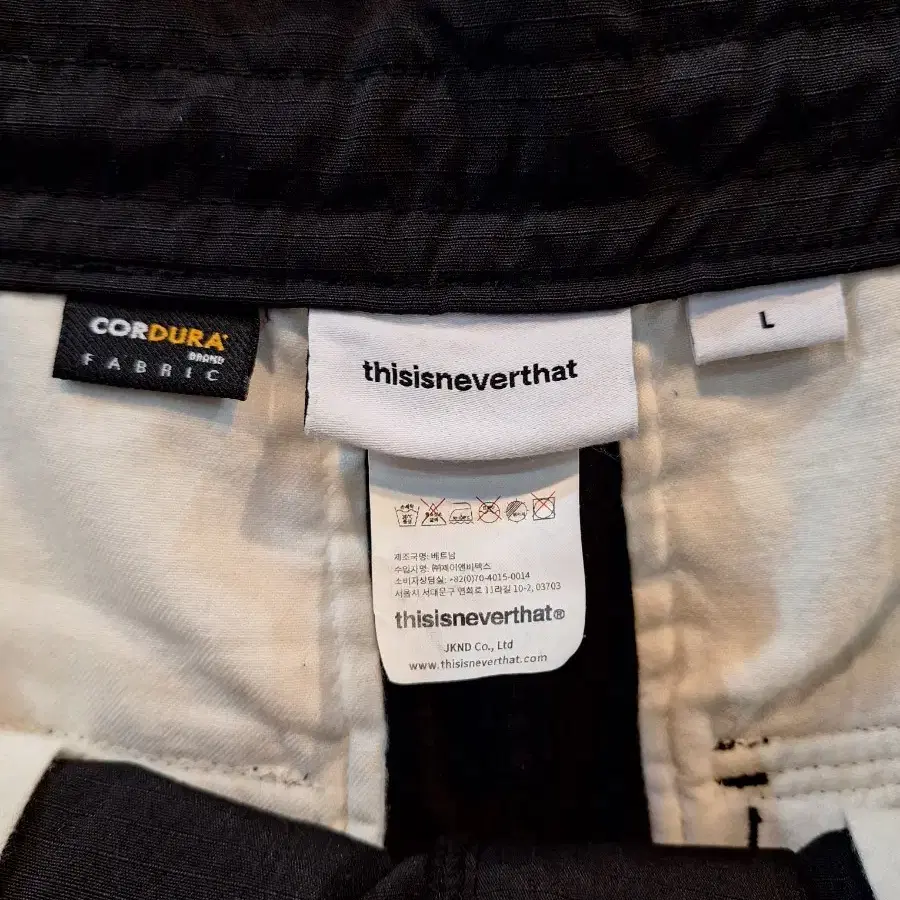 CORDURA
BRAND
FABRIC
thisisneverthat
L
제조국명: 베트남
수입자명: ㈜제이엔비텍스
소비자상담실: +82(0)70-4015-0014
서울시 서대문구 연희로 11라길 10-2, 03703
thisisneverthat®
JKND Co., Ltd
www.thisisneverthat.com